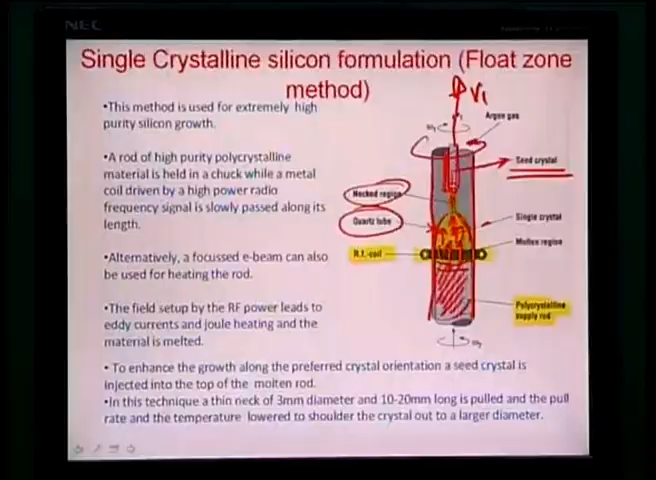 NEC
Single Crystalline silicon formulation (Float zone
method)
•This method is used for extremely high
purity silicon growth.
•A rod of high purity polycrystalline
material is held in a chuck while a metal
coil driven by a high power radio
frequency signal is slowly passed along its
length.
•Alternatively, a focussed e-beam can also
be used for heating the rod.
•The field setup by the RF power leads to
eddy currents and joule heating and the
material is melted.
• To enhance the growth along the preferred crystal orientation a seed crystal is
injected into the top of the molten rod.
•In this technique a thin neck of 3mm diameter and 10-20mm long is pulled and the pull
rate and the temperature lowered to shoulder the crystal out to a larger diameter.
V1
Argon gas
Seed crystal
Necked region
Quartz tube
Single crystal
Molten region
R.f.-coil
Polycrystalline
supply rod